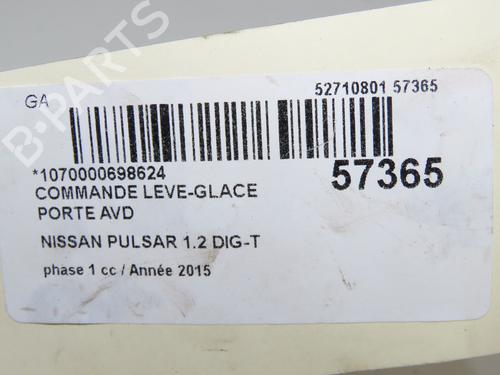 GA
52710801 57365
*1070000698624
57365
COMMANDE LEVE-GLACE
PORTE AVD
NISSAN PULSAR 1.2 DIG-T
phase 1 cc / Année 2015
B-PARTS